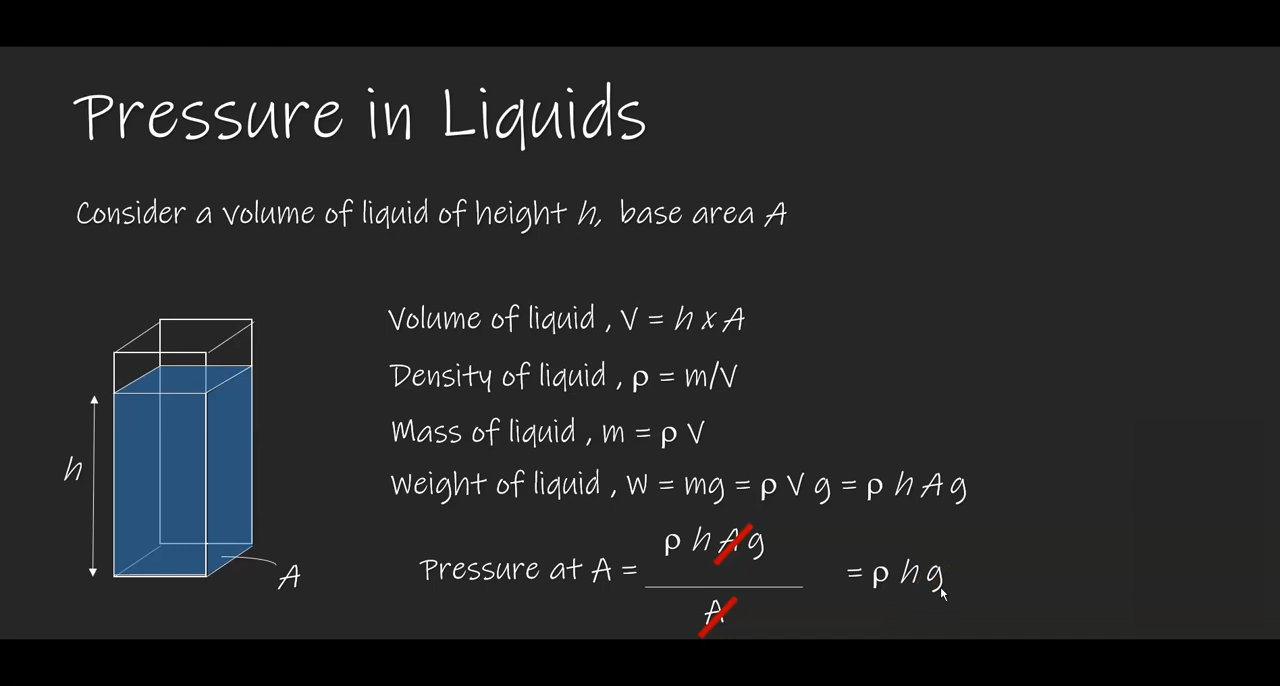 Pressure in Liquids
Consider a volume of liquid of height h, base area A
Volume of liquid , V = h x A
Density of liquid , ρ = m/V
Mass of liquid , m = ρ V
Weight of liquid , W = mg = ρ V g = ρ h A g
h
A
Pressure at A =
ρ h A g
A
= ρ h g